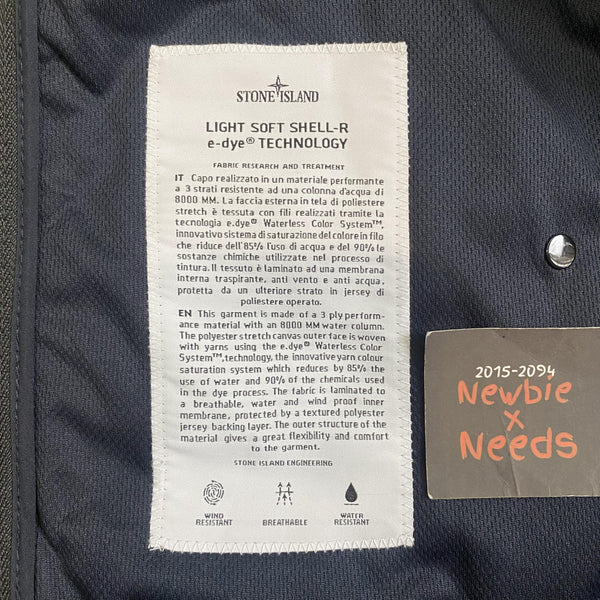 STONE ISLAND
LIGHT SOFT SHELL-R
e-dye® TECHNOLOGY
FABRIC RESEARCH AND TREATMENT
IT Capo realizzato in un materiale performante
a 3 strati resistente ad una colonna d'acqua di
8000 MM. La faccia esterna in tela di poliestere
stretch è tessuta con fili realizzati tramite la
tecnologia e.dye® Waterless Color System™,
innovativo sistema di saturazione del colore in filo
che riduce dell'85% l'uso di acqua e del 90% le
sostanze chimiche utilizzate nel processo di
tintura. Il tessuto è laminato ad una membrana
interna traspirante, anti vento e anti acqua,
protetta da un ulteriore strato in jersey di
poliestere operato.
EN This garment is made of a 3 ply perform-
ance material with an 8000 MM water column.
The polyester stretch canvas outer face is woven
with yarns using the e.dye® Waterless Color
System™,technology, the innovative yarn colour
saturation system which reduces by 85% the
use of water and 90% of the chemicals used
in the dye process. The fabric is laminated to
a breathable, water and wind proof inner
membrane, protected by a textured polyester
jersey backing layer. The outer structure of the
material gives a great flexibility and comfort
to the garment.
STONE ISLAND ENGINEERING
WIND
RESISTANT
BREATHABLE
WATER
RESISTANT
2015-2094
Newbie
x
Needs